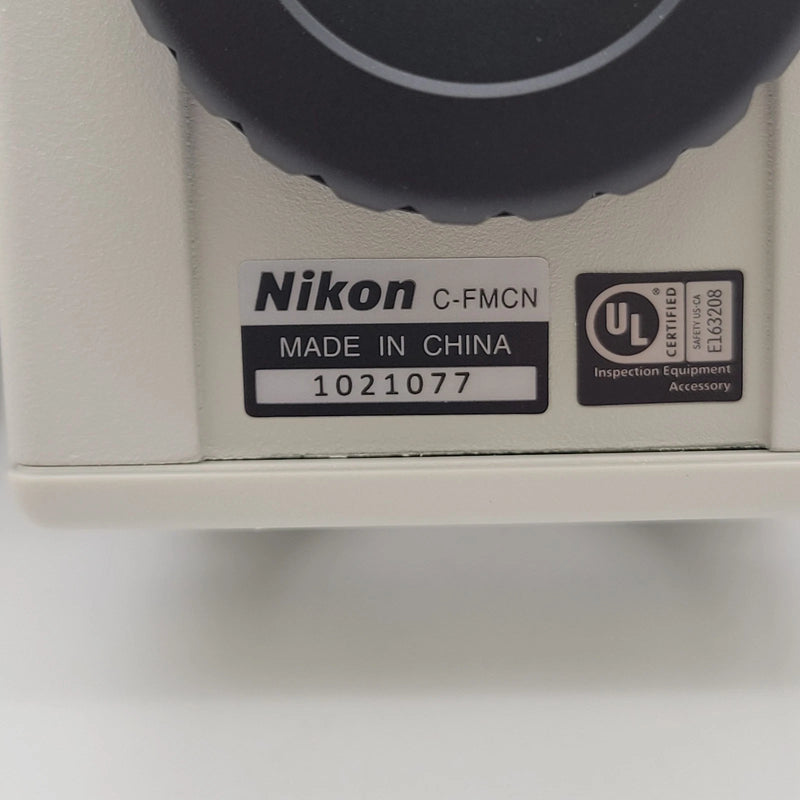 Nikon C-FMCN
MADE IN CHINA
1021077
UL ®
CERTIFIED
SAFETY US-CA
E163208
Inspection Equipment
Accessory